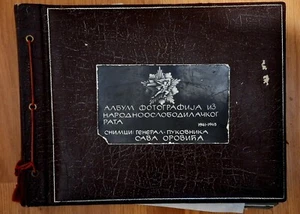 АЛБУМ ФОТОГРАФИЈА ИЗ
НАРОДНООСЛОБОДИЛАЧКОГ
РАТА
1941-1945
СНИМЦИ: ГЕНЕРАЛ-ПУКОВНИКА
САВА ОРОВИЋА